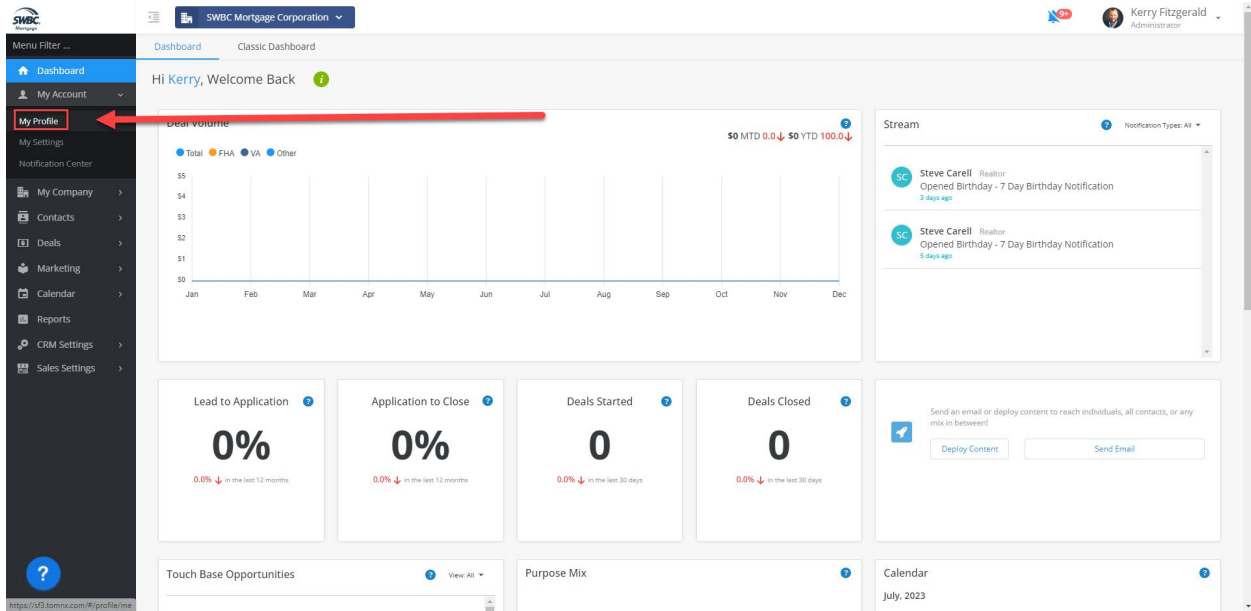 SWBC
Mortgage
SWBC Mortgage Corporation
9+
Kerry Fitzgerald
Administrator
Menu Filter ...
Dashboard
My Account
My Profile
My Settings
Notification Center
My Company
Contacts
Deals
Marketing
Calendar
Reports
CRM Settings
Sales Settings
?
https://sf3.tomnx.com/#/profile/me
Dashboard Classic Dashboard
Hi Kerry, Welcome Back i
Deal Volume ?
$0 MTD 0.0 $0 YTD 100.0
Total FHA VA Other
$5
$4
$3
$2
$1
$0
Jan Feb Mar Apr May Jun Jul Aug Sep Oct Nov Dec
Stream ? Notification Types: All
SC
Steve Carell Realtor
Opened Birthday - 7 Day Birthday Notification
3 days ago
SC
Steve Carell Realtor
Opened Birthday - 7 Day Birthday Notification
5 days ago
Lead to Application ?
0%
0.0% in the last 12 months
Application to Close ?
0%
0.0% in the last 12 months
Deals Started ?
0
0.0% in the last 30 days
Deals Closed ?
0
0.0% in the last 30 days
Send an email or deploy content to reach individuals, all contacts, or any
mix in between!
Deploy Content Send Email
Touch Base Opportunities ? View: All
Purpose Mix ?
Calendar ?
July, 2023